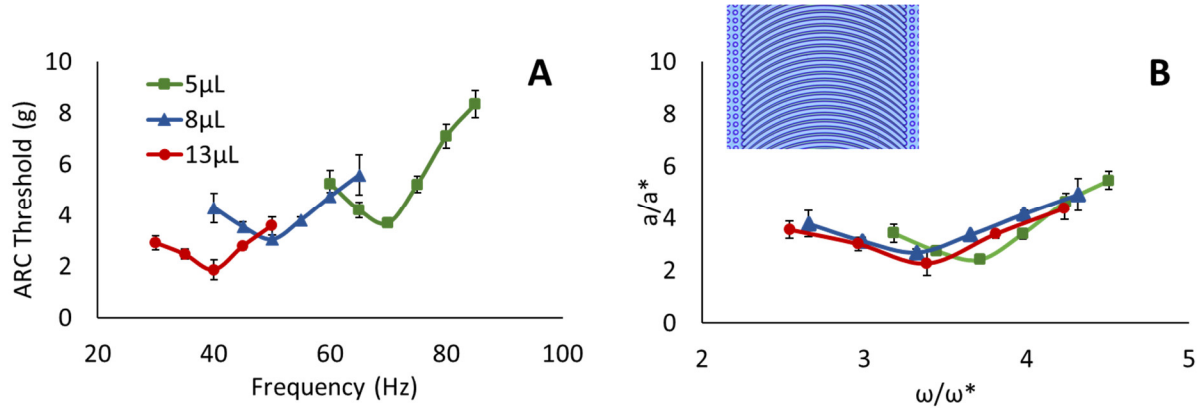 A
5µL
8µL
13µL
ARC Threshold (g)
10
8
6
4
2
0
20 40 60 80 100
Frequency (Hz)
B
a/a*
10
8
6
4
2
0
2 3 4 5
ω/ω*